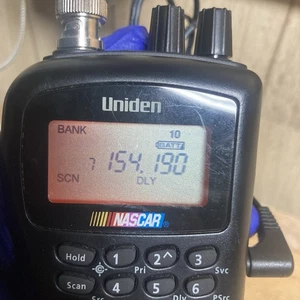 Uniden
BANK 10
BATT
154.190
SCN DLY
NASCAR
Hold 1 2 ^ 3 Svc
Pri
Scan 4 5 6
Src DLY PSrc